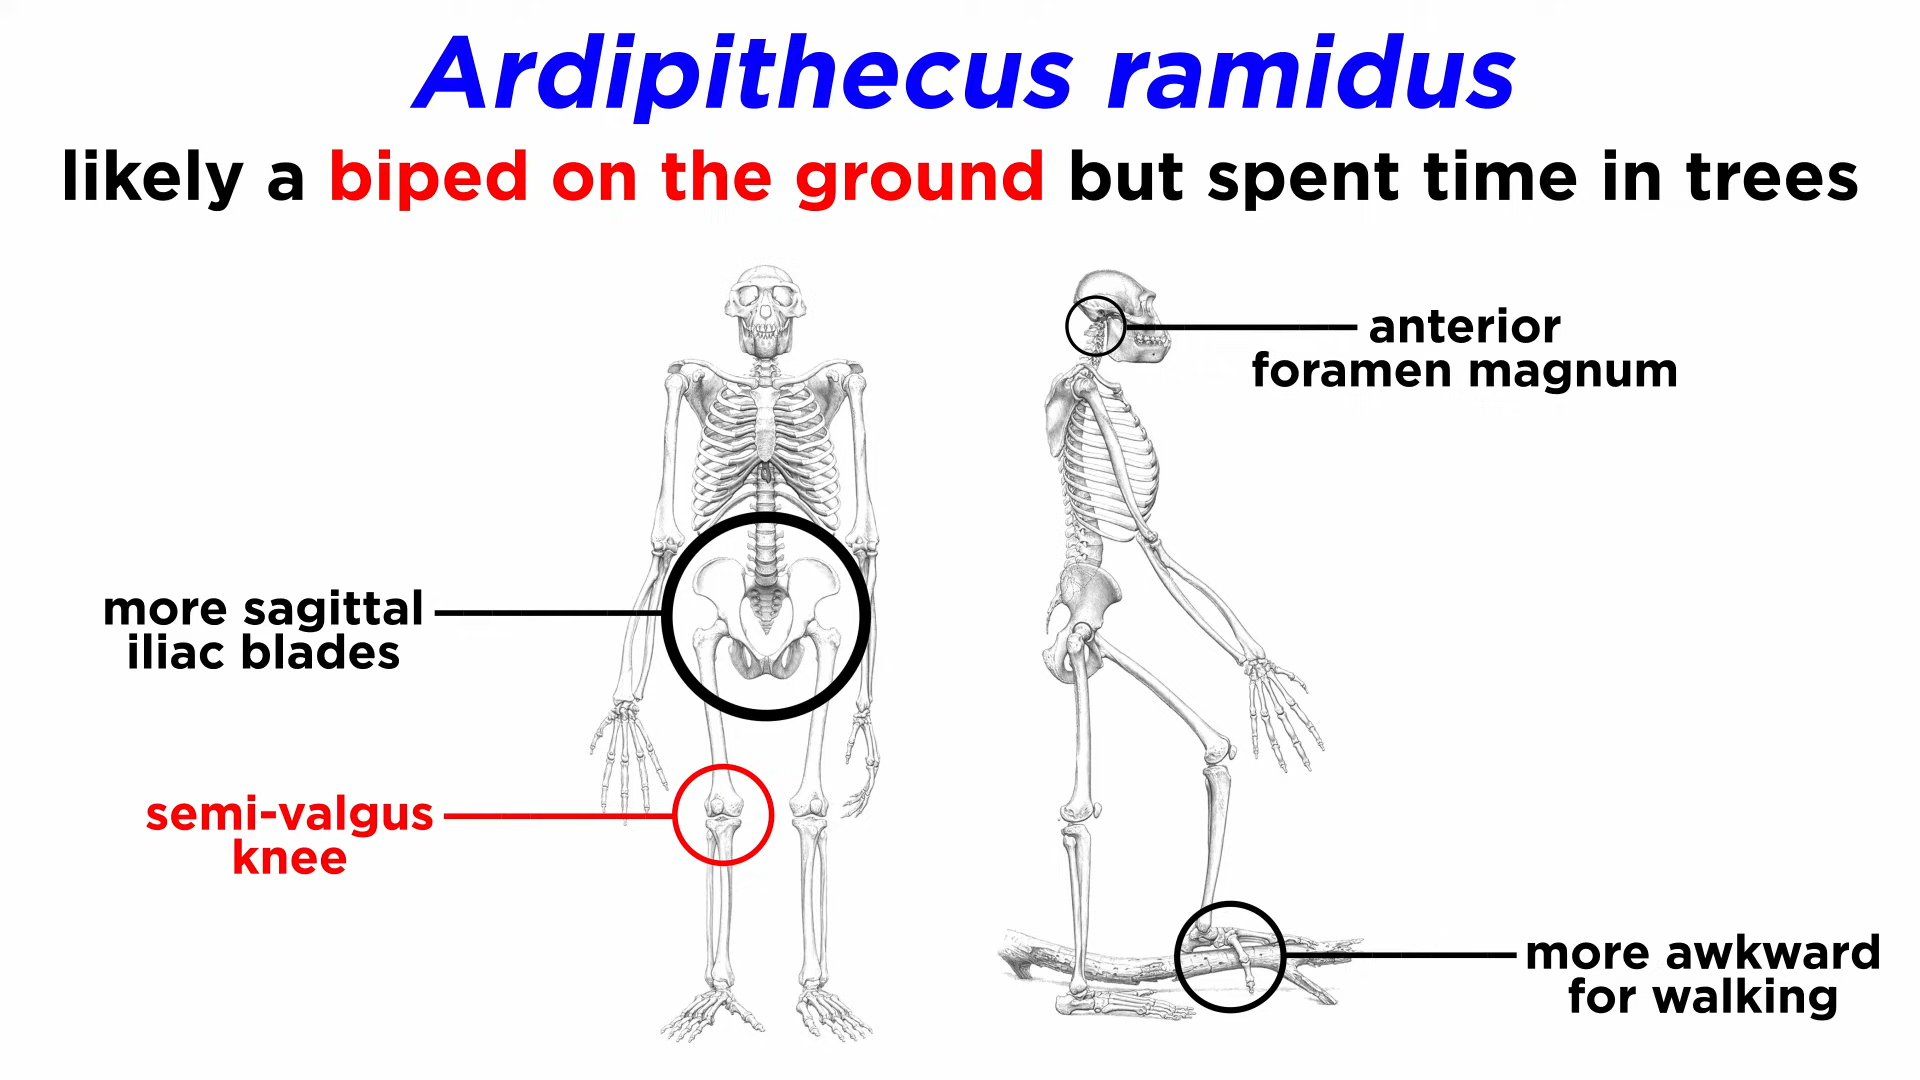 Ardipithecus ramidus
likely a biped on the ground but spent time in trees
anterior
foramen magnum
more sagittal
iliac blades
semi-valgus
knee
more awkward
for walking